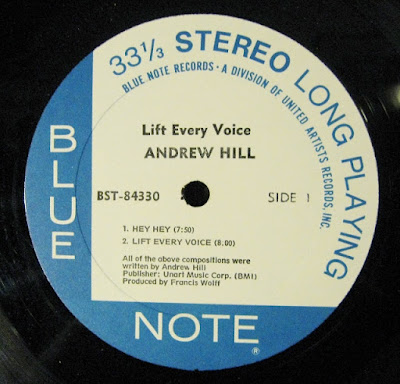 33⅓ STEREO LONG PLAYING
BLUE NOTE RECORDS · A DIVISION OF UNITED ARTISTS RECORDS, INC.
Lift Every Voice
ANDREW HILL
BST-84330
SIDE 1
1. HEY HEY (7:50)
2. LIFT EVERY VOICE (8:00)
All of the above compositions were
written by Andrew Hill
Publisher: Unart Music Corp. (BMI)
Produced by Francis Wolff
BLUE
NOTE
®